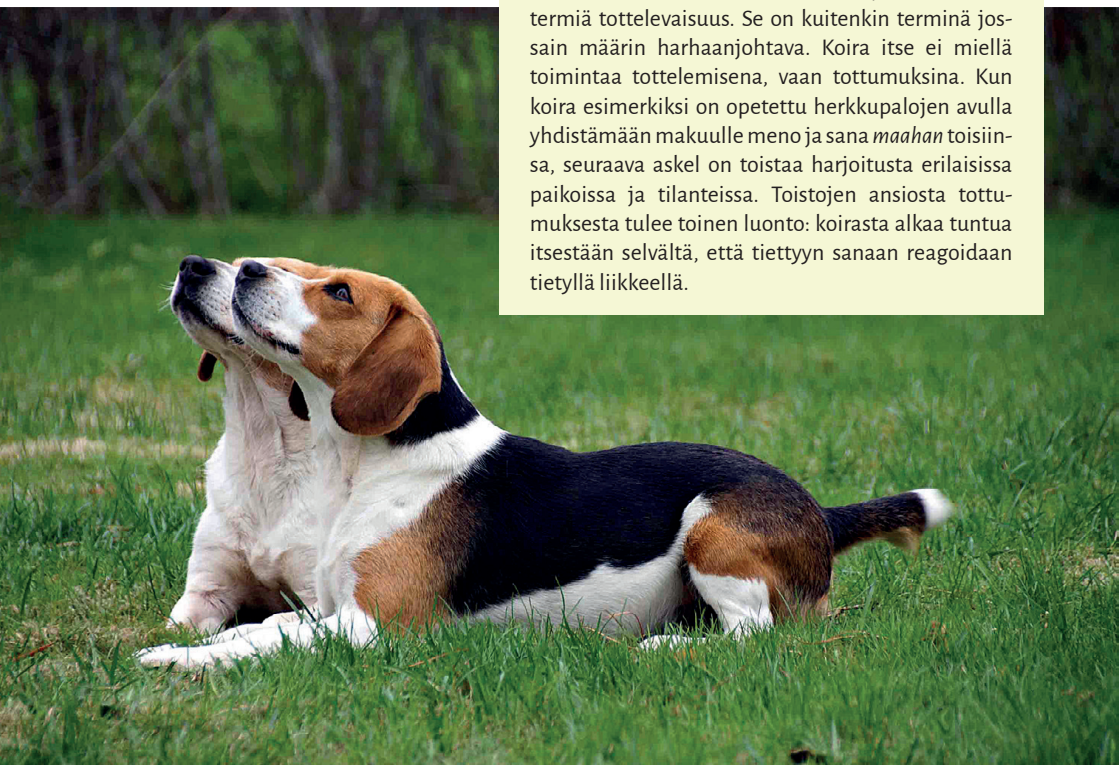 termiä tottelevaisuus. Se on kuitenkin terminä jos-
sain määrin harhaanjohtava. Koira itse ei miellä
toimintaa tottelemisena, vaan tottumuksina. Kun
koira esimerkiksi on opetettu herkkupalojen avulla
yhdistämään makuulle meno ja sana maahan toisiin-
sa, seuraava askel on toistaa harjoitusta erilaisissa
paikoissa ja tilanteissa. Toistojen ansiosta tottu-
muksesta tulee toinen luonto: koirasta alkaa tuntua
itsestään selvältä, että tiettyyn sanaan reagoidaan
tietyllä liikkeellä.